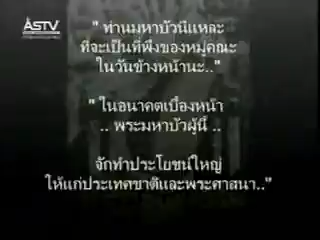 ASTV
" ท่านมหาบัวนี่แหละ
ที่จะเป็นที่พึ่งของหมู่คณะ
ในวันข้างหน้านะ.."
" ในอนาคตเบื้องหน้า
.. พระมหาบัวผู้นี้ ..
จักทำประโยชน์ใหญ่
ให้แก่ประเทศชาติและพระศาสนา.."